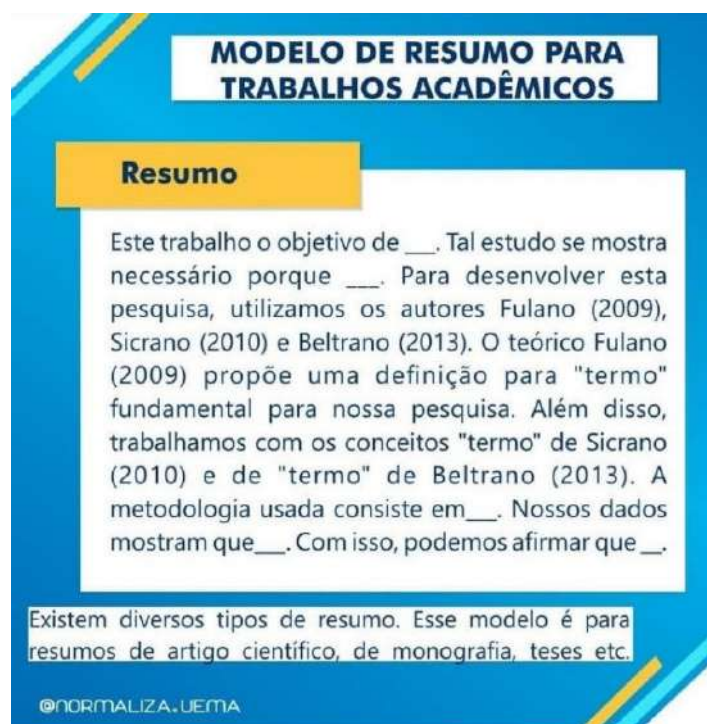 MODELO DE RESUMO PARA
TRABALHOS ACADÊMICOS
Resumo
Este trabalho o objetivo de ___. Tal estudo se mostra
necessário porque ___. Para desenvolver esta
pesquisa, utilizamos os autores Fulano (2009),
Sicrano (2010) e Beltrano (2013). O teórico Fulano
(2009) propõe uma definição para "termo"
fundamental para nossa pesquisa. Além disso,
trabalhamos com os conceitos "termo" de Sicrano
(2010) e de "termo" de Beltrano (2013). A
metodologia usada consiste em___. Nossos dados
mostram que___. Com isso, podemos afirmar que __.
Existem diversos tipos de resumo. Esse modelo é para
resumos de artigo científico, de monografia, teses etc.
@NORMALIZA.UEMA